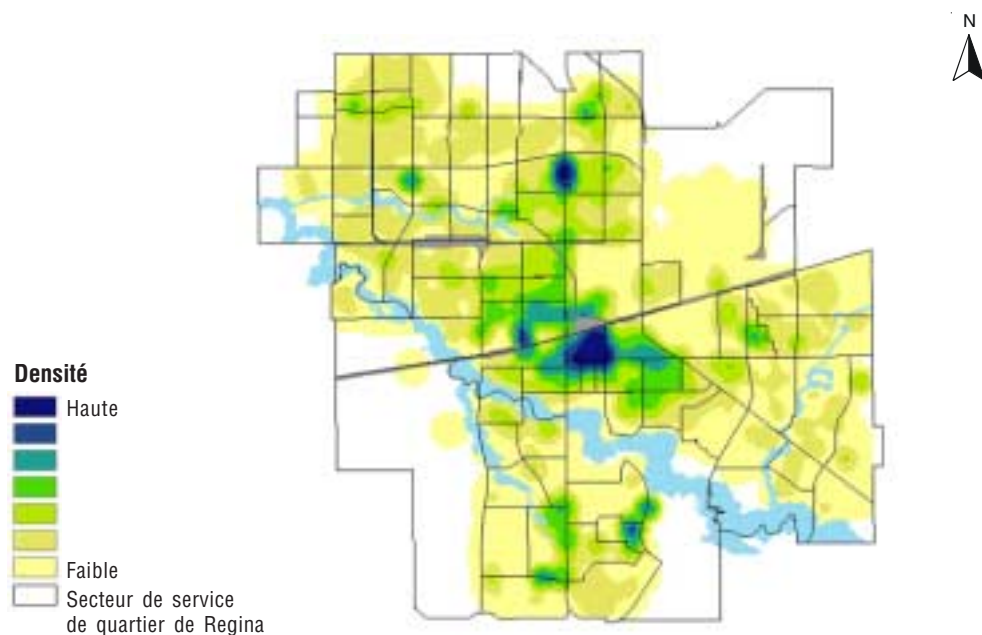 N
Densité
Haute
Faible
Secteur de service
de quartier de Regina